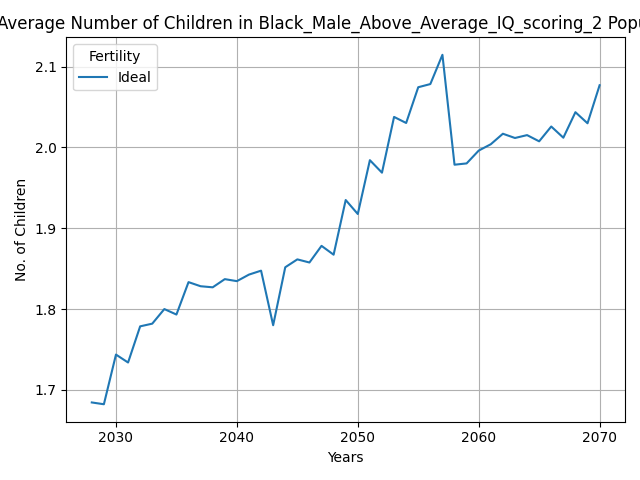 Average Number of Children in Black_Male_Above_Average_IQ_scoring_2 Popu
Fertility
Ideal
2.1
2.0
1.9
1.8
1.7
No. of Children
2030 2040 2050 2060 2070
Years